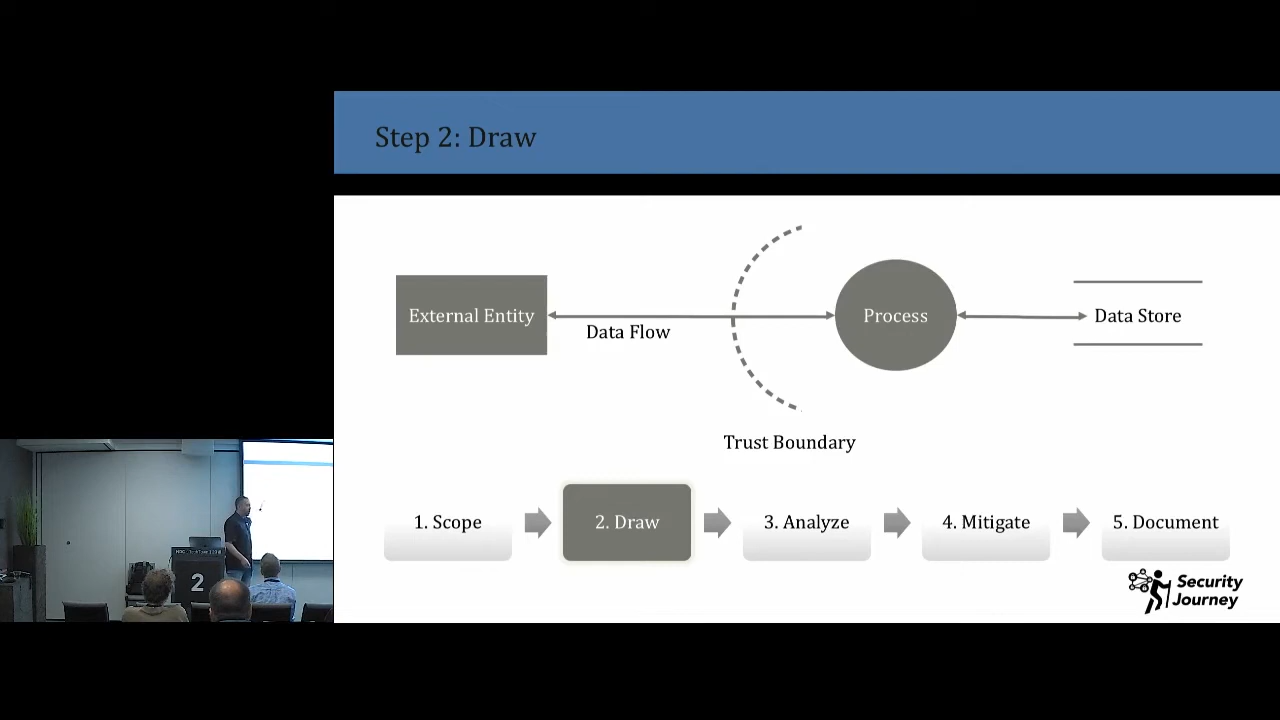 Step 2: Draw
External Entity
Data Flow
Process
Data Store
Trust Boundary
1. Scope
2. Draw
3. Analyze
4. Mitigate
5. Document
Security
Journey
2